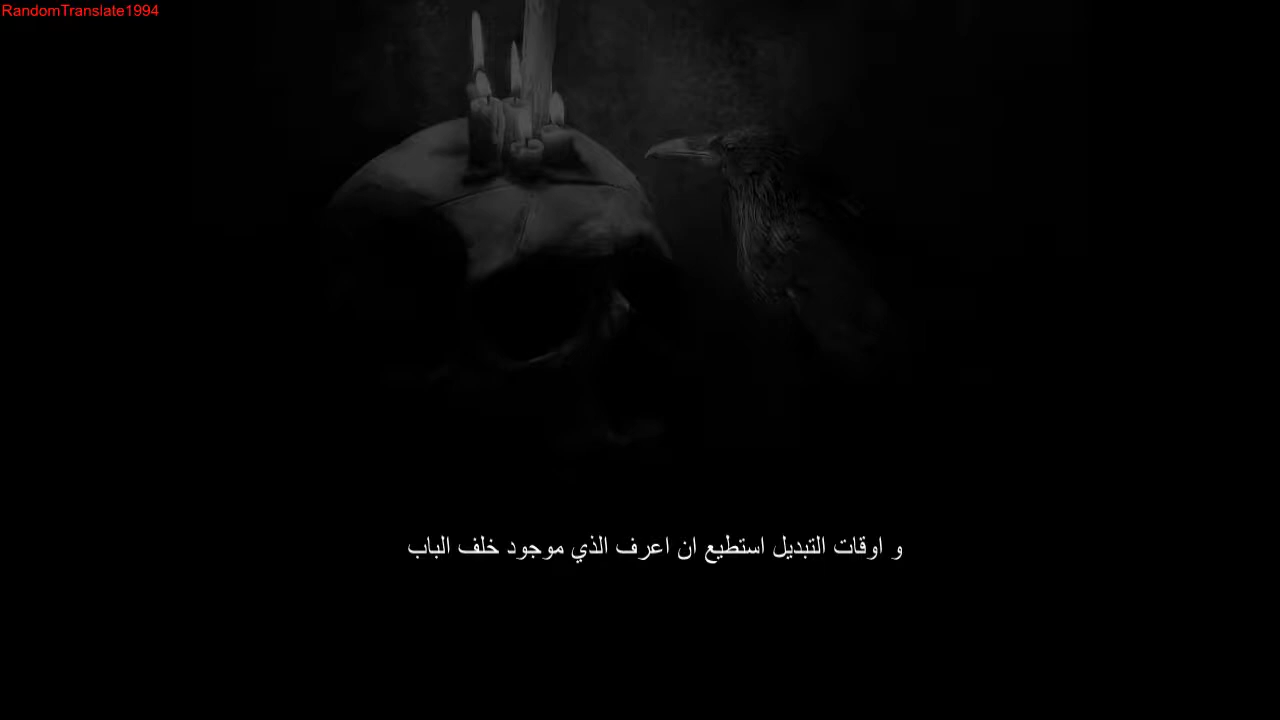 RandomTranslate1994
و اوقات التبديل استطيع ان اعرف الذي موجود خلف الباب